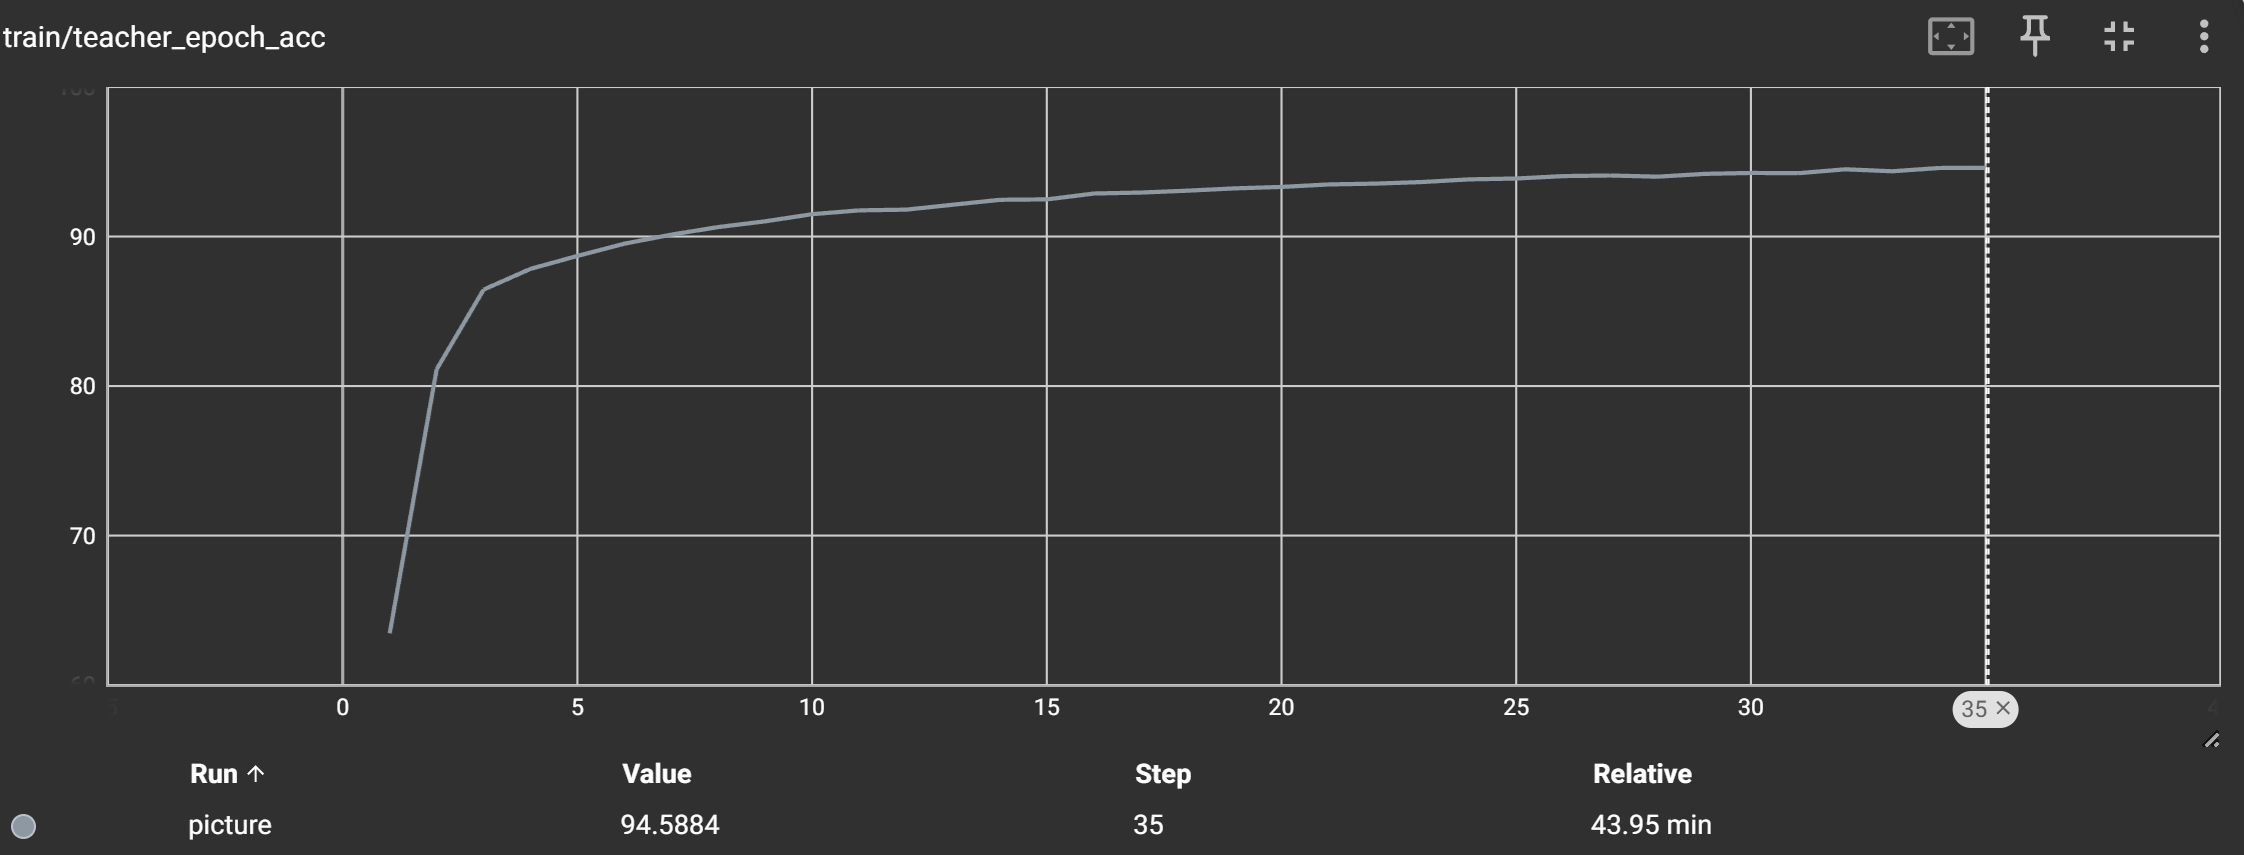 train/teacher_epoch_acc
90
80
70
0 5 10 15 20 25 30 35 ×
Run ↑ Value Step Relative
picture 94.5884 35 43.95 min